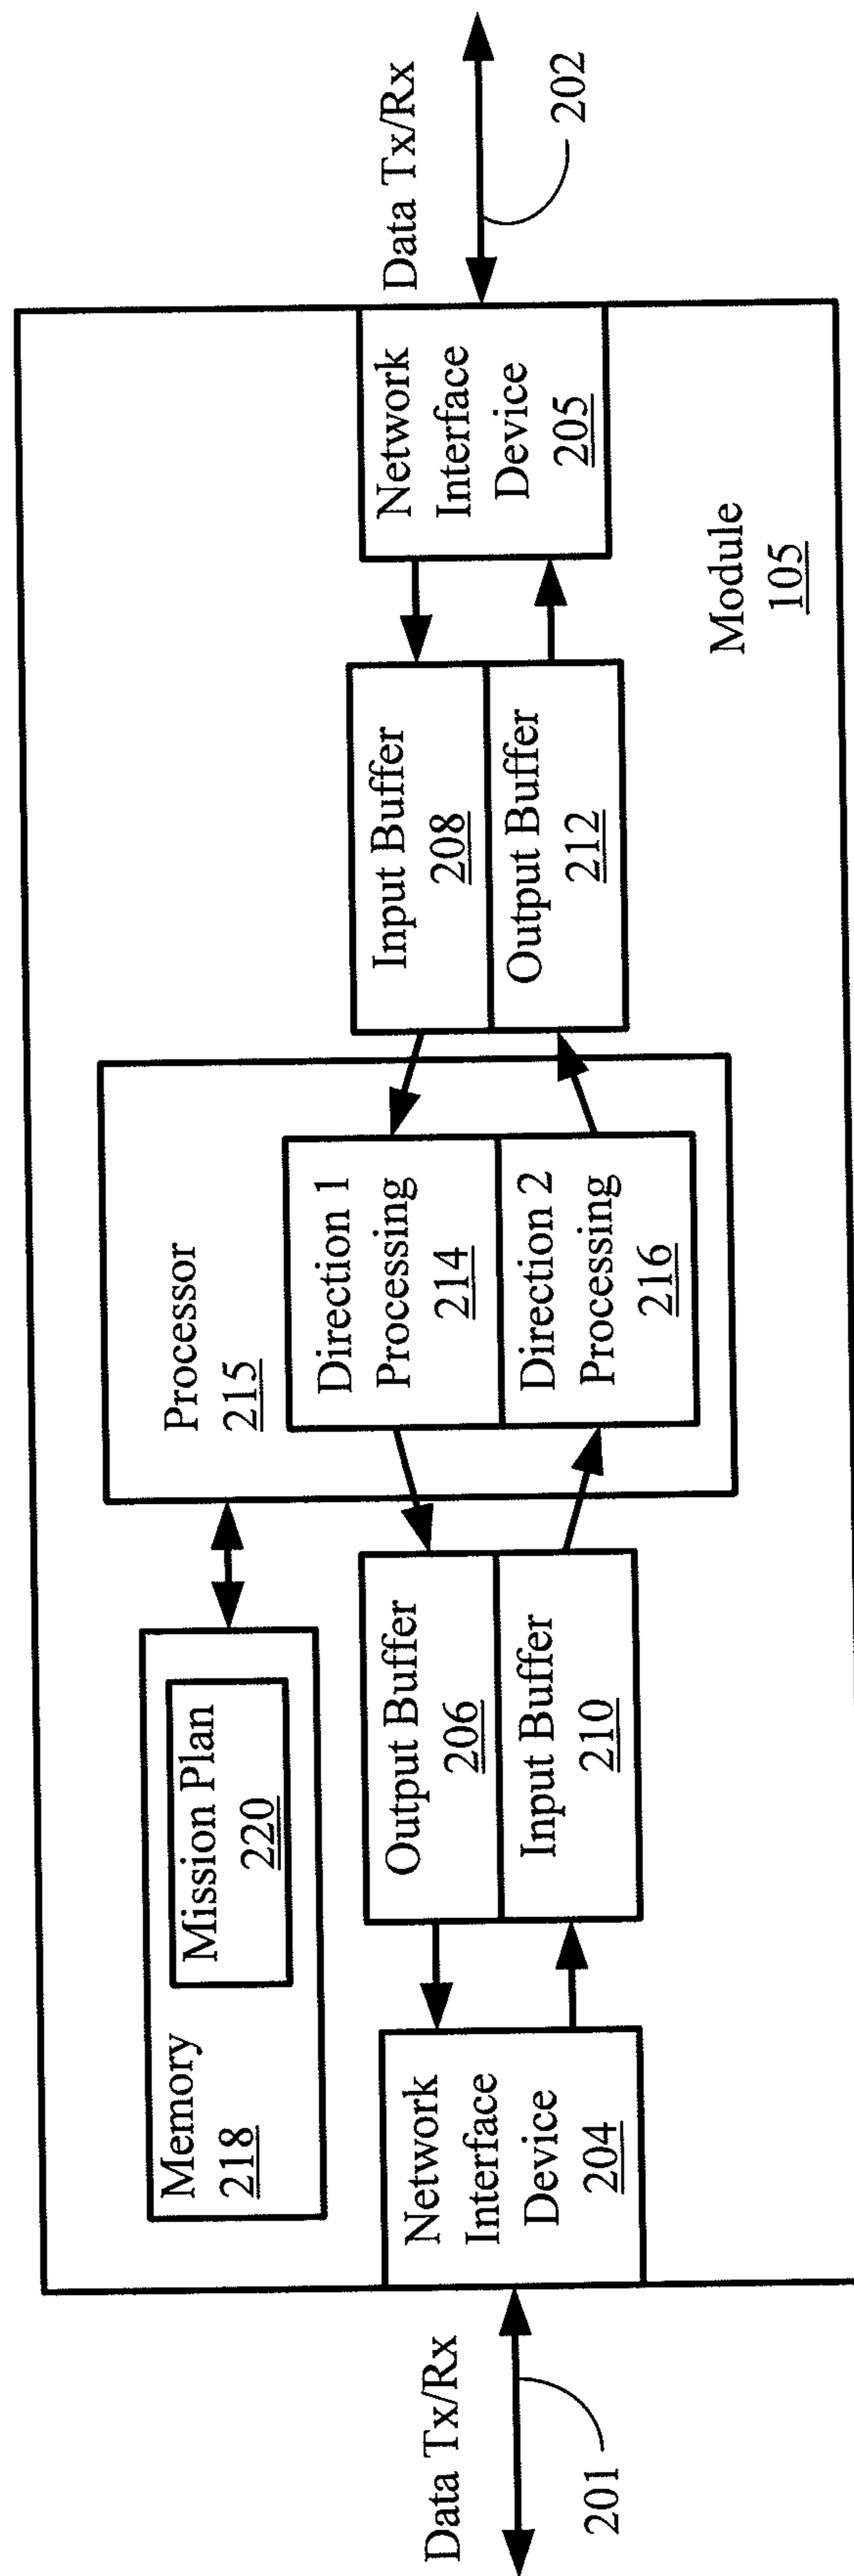 Data Tx/Rx
201
Network
Interface
Device
204
Memory
218
Mission Plan
220
Output Buffer
206
Input Buffer
210
Processor
215
Direction 1
Processing
214
Direction 2
Processing
216
Input Buffer
208
Output Buffer
212
Network
Interface
Device
205
Module
105
Data Tx/Rx
202